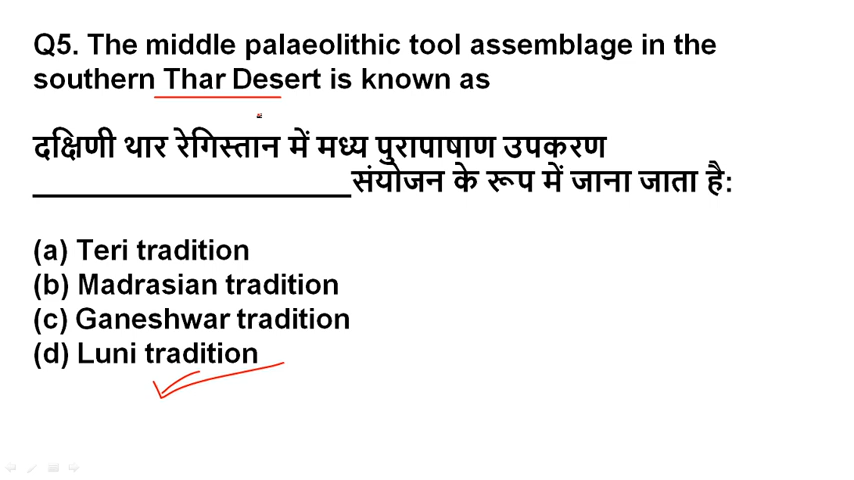 Q5. The middle palaeolithic tool assemblage in the
southern Thar Desert is known as
दक्षिणी थार रेगिस्तान में मध्य पुरापाषाण उपकरण
____________________संयोजन के रूप में जाना जाता है:
(a) Teri tradition
(b) Madrasian tradition
(c) Ganeshwar tradition
(d) Luni tradition